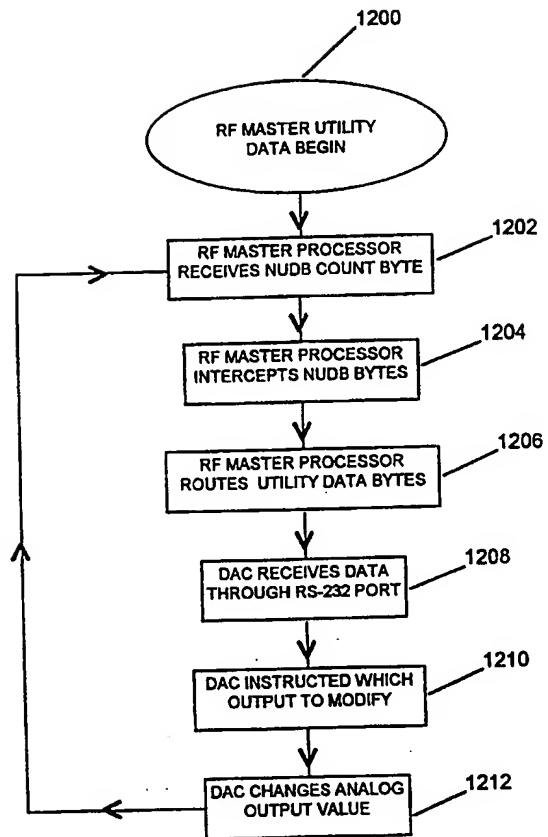 1200
RF MASTER UTILITY
DATA BEGIN
1202
RF MASTER PROCESSOR
RECEIVES NUDB COUNT BYTE
1204
RF MASTER PROCESSOR
INTERCEPTS NUDB BYTES
1206
RF MASTER PROCESSOR
ROUTES UTILITY DATA BYTES
1208
DAC RECEIVES DATA
THROUGH RS-232 PORT
1210
DAC INSTRUCTED WHICH
OUTPUT TO MODIFY
1212
DAC CHANGES ANALOG
OUTPUT VALUE